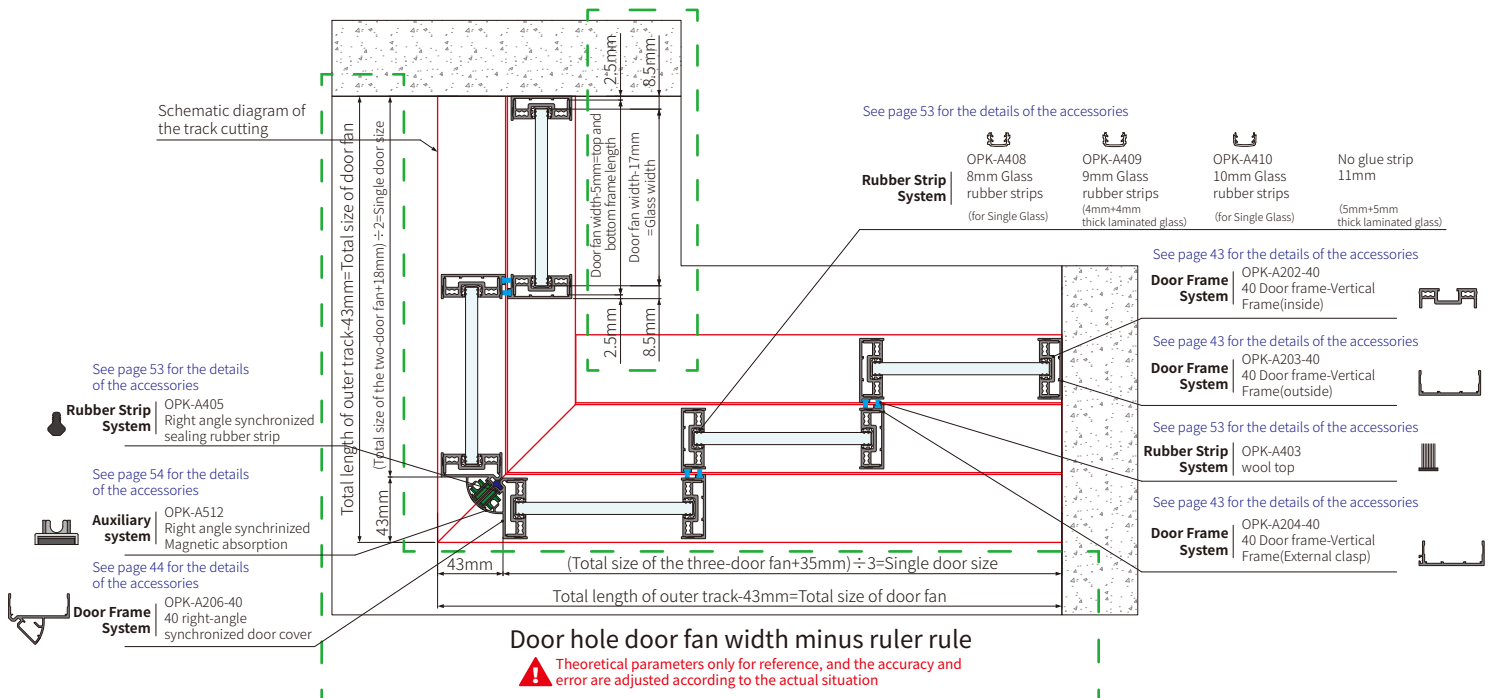 Schematic diagram of
the track cutting
Total length of outer track-43mm=Total size of door fan
(Total size of the two-door fan+18mm)÷2=Single door size
43mm
2.5mm
8.5mm
Door fan width-5mm=top and
bottom frame length
Door fan width-17mm
=Glass width
2.5mm
8.5mm
See page 53 for the details of the accessories
Rubber Strip
System
OPK-A408
8mm Glass
rubber strips
(for Single Glass)
OPK-A409
9mm Glass
rubber strips
(4mm+4mm
thick laminated glass)
OPK-A410
10mm Glass
rubber strips
(for Single Glass)
No glue strip
11mm
(5mm+5mm
thick laminated glass)
See page 43 for the details of the accessories
Door Frame
System
OPK-A202-40
40 Door frame-Vertical
Frame(inside)
See page 43 for the details of the accessories
Door Frame
System
OPK-A203-40
40 Door frame-Vertical
Frame(outside)
See page 53 for the details of the accessories
Rubber Strip
System
OPK-A403
wool top
See page 43 for the details of the accessories
Door Frame
System
OPK-A204-40
40 Door frame-Vertical
Frame(External clasp)
See page 53 for the details
of the accessories
Rubber Strip
System
OPK-A405
Right angle synchronized
sealing rubber strip
See page 54 for the details
of the accessories
Auxiliary
system
OPK-A512
Right angle synchrinized
Magnetic absorption
See page 44 for the details
of the accessories
Door Frame
System
OPK-A206-40
40 right-angle
synchronized door cover
43mm
(Total size of the three-door fan+35mm)÷3=Single door size
Total length of outer track-43mm=Total size of door fan
Door hole door fan width minus ruler rule
Theoretical parameters only for reference, and the accuracy and
error are adjusted according to the actual situation